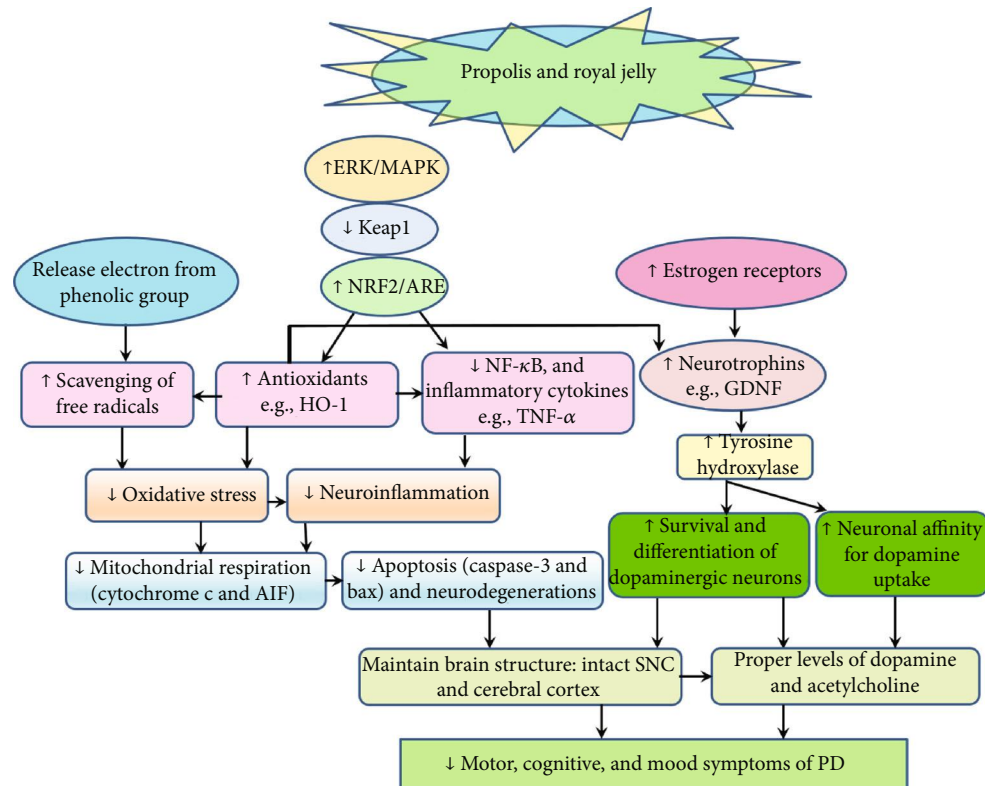 Propolis and royal jelly
↑ERK/MAPK
↓ Keap1
↑ NRF2/ARE
Release electron from
phenolic group
↑ Estrogen receptors
↑ Scavenging of
free radicals
↑ Antioxidants
e.g., HO-1
↓ NF-κB, and
inflammatory cytokines
e.g., TNF-α
↑ Neurotrophins
e.g., GDNF
↑ Tyrosine
hydroxylase
↓ Oxidative stress
↓ Neuroinflammation
↑ Survival and
differentiation of
dopaminergic neurons
↑ Neuronal affinity
for dopamine
uptake
↓ Mitochondrial respiration
(cytochrome c and AIF)
↓ Apoptosis (caspase-3 and
bax) and neurodegenerations
Maintain brain structure: intact SNC
and cerebral cortex
Proper levels of dopamine
and acetylcholine
↓ Motor, cognitive, and mood symptoms of PD